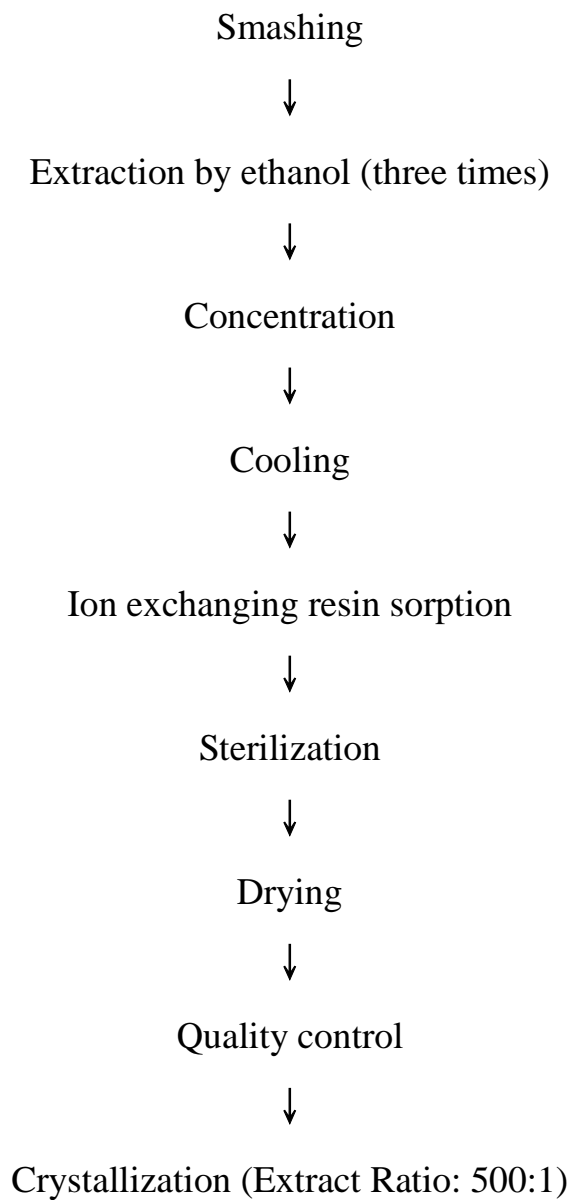 Smashing
↓
Extraction by ethanol (three times)
↓
Concentration
↓
Cooling
↓
Ion exchanging resin sorption
↓
Sterilization
↓
Drying
↓
Quality control
↓
Crystallization (Extract Ratio: 500:1)